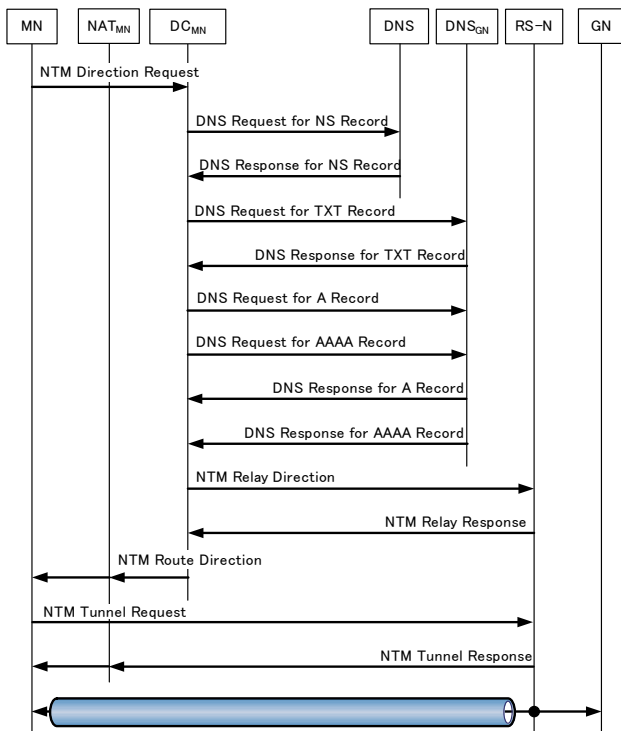 MN
NAT_MN
DC_MN
DNS
DNS_GN
RS-N
GN
NTM Direction Request
DNS Request for NS Record
DNS Response for NS Record
DNS Request for TXT Record
DNS Response for TXT Record
DNS Request for A Record
DNS Request for AAAA Record
DNS Response for A Record
DNS Response for AAAA Record
NTM Relay Direction
NTM Relay Response
NTM Route Direction
NTM Tunnel Request
NTM Tunnel Response